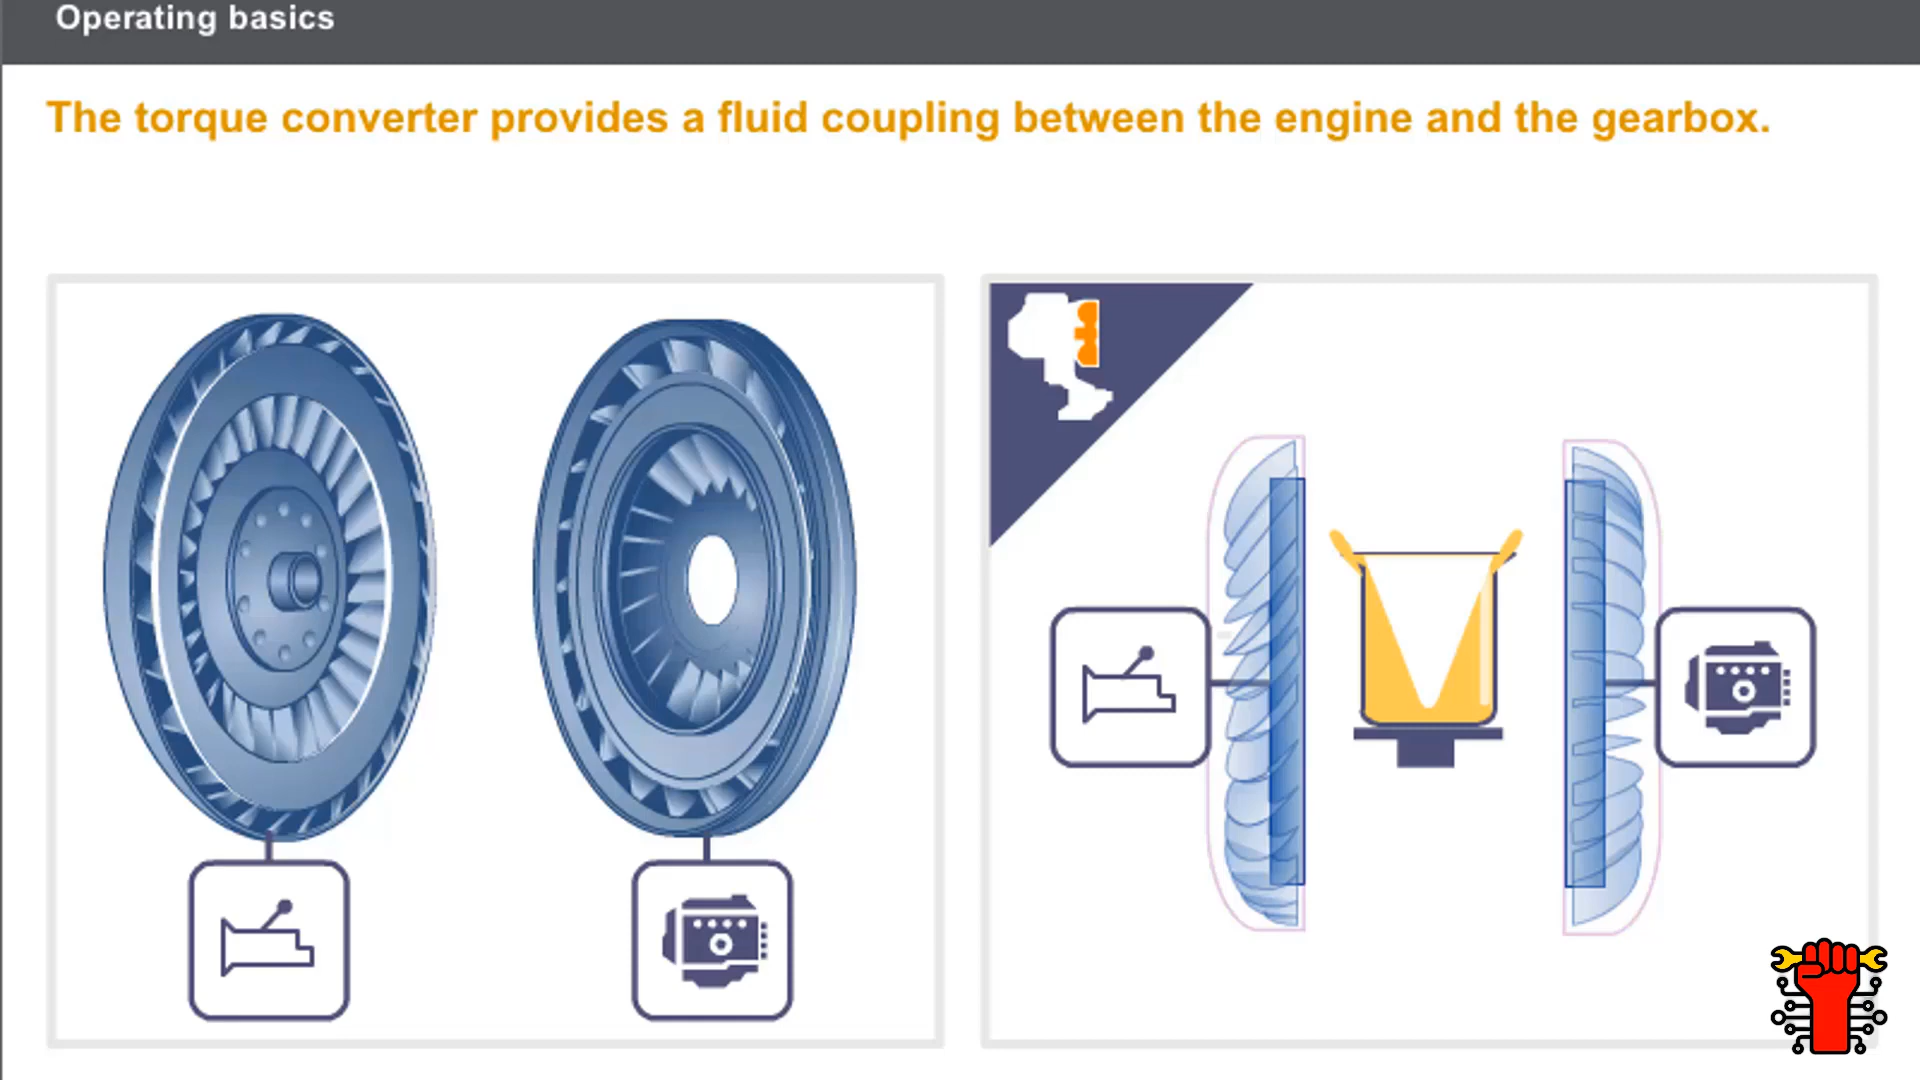 Operating basics
The torque converter provides a fluid coupling between the engine and the gearbox.